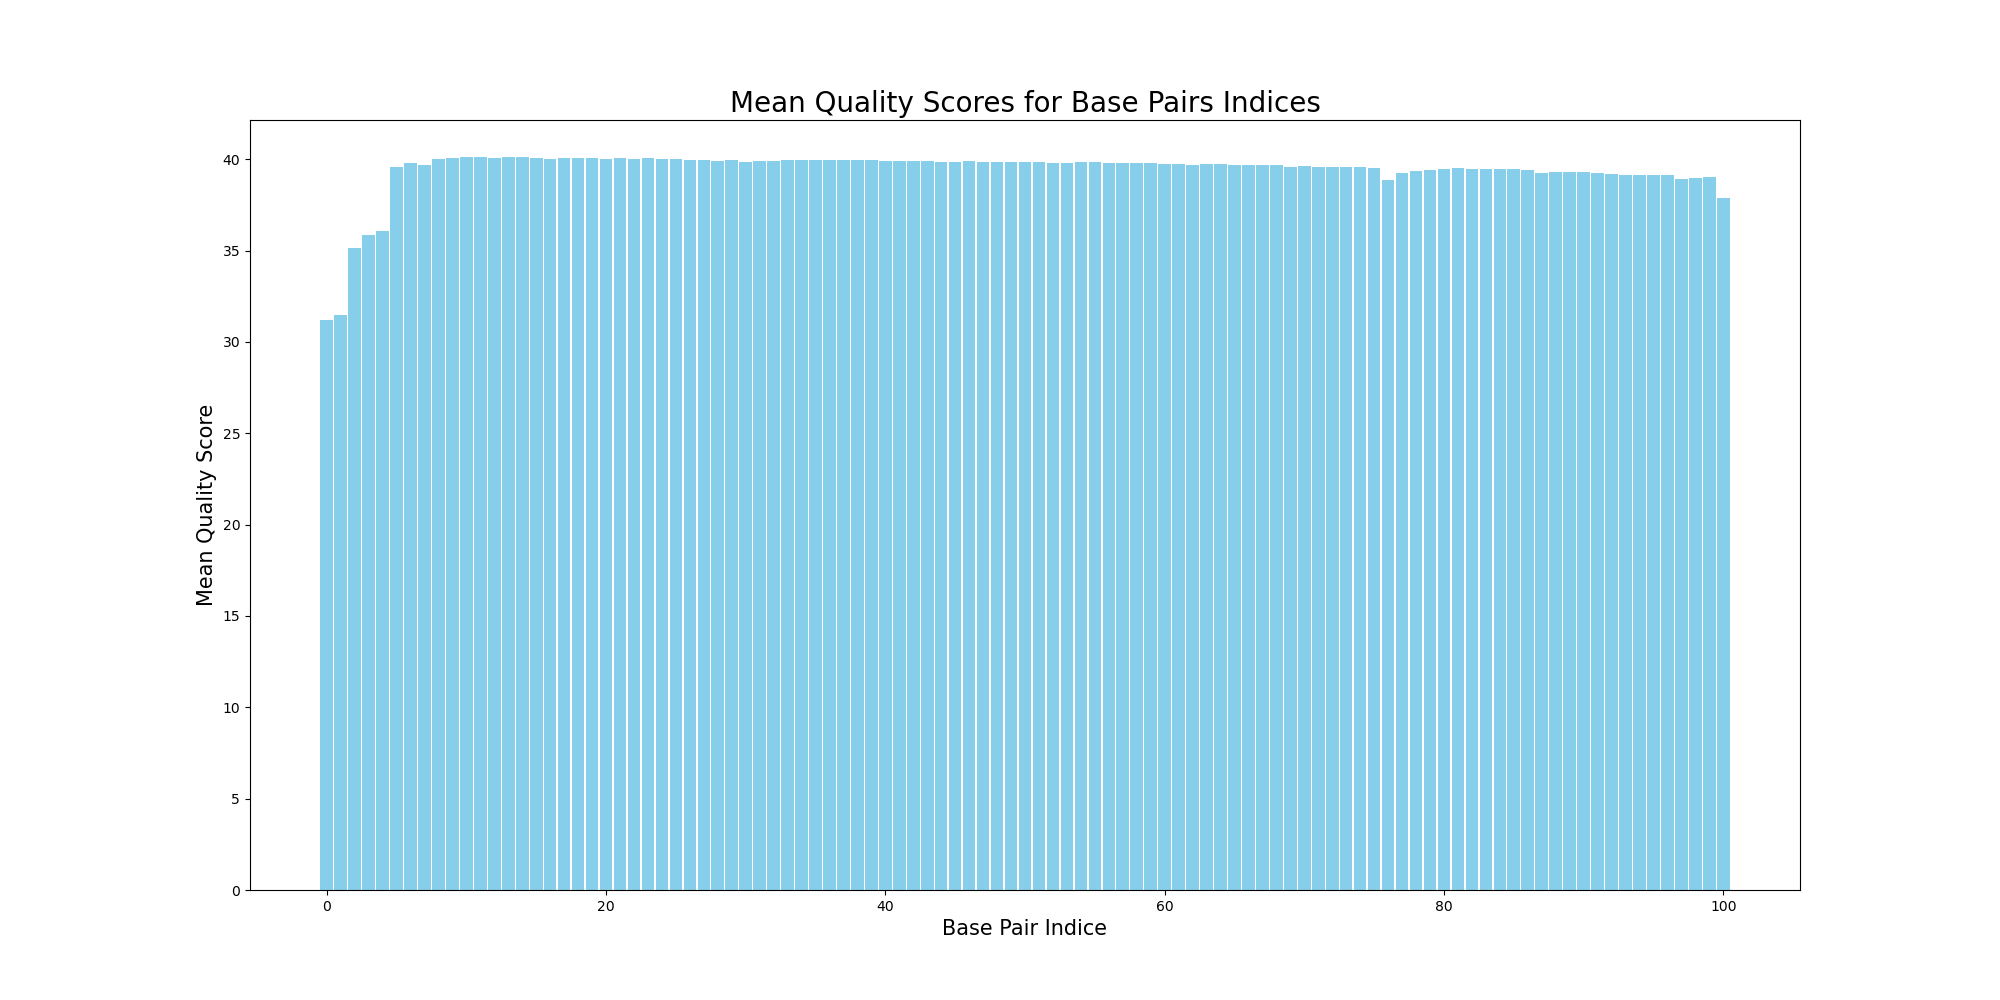 Mean Quality Scores for Base Pairs Indices
Mean Quality Score
40
35
30
25
20
15
10
5
0
0 20 40 60 80 100
Base Pair Indice